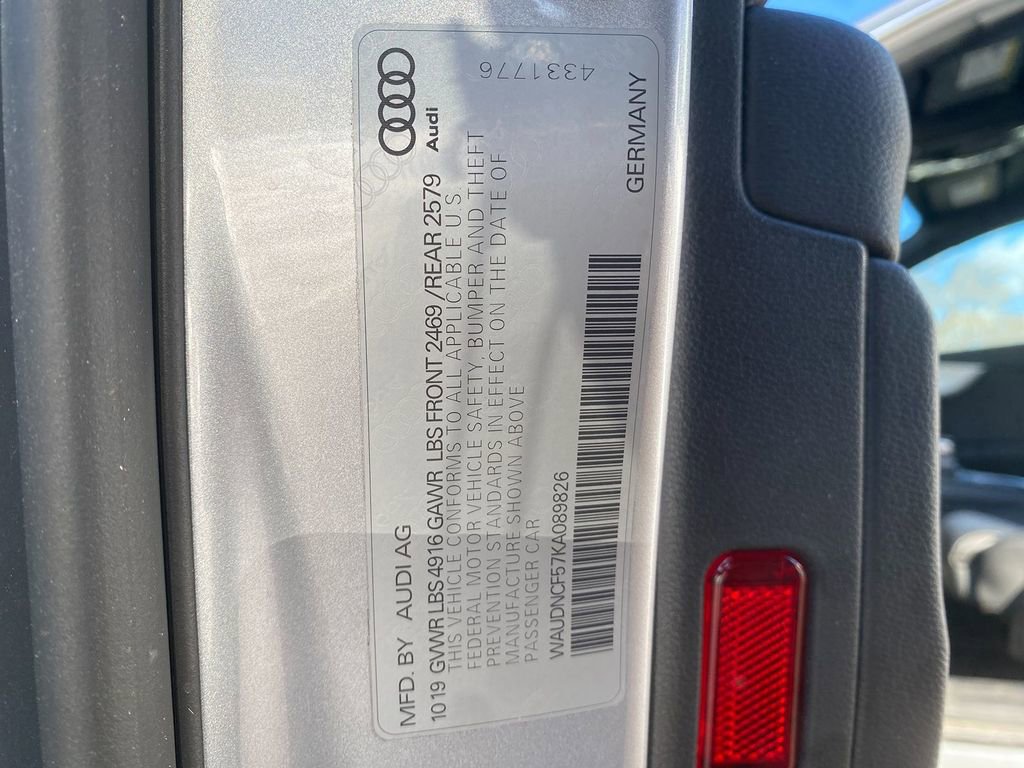 MFD. BY AUDI AG
10 19 GVWR LBS 4916 GAWR LBS FRONT 2469 /REAR 2579
Audi
THIS VEHICLE CONFORMS TO ALL APPLICABLE U.S.
FEDERAL MOTOR VEHICLE SAFETY, BUMPER AND THEFT
PREVENTION STANDARDS IN EFFECT ON THE DATE OF
MANUFACTURE SHOWN ABOVE
PASSENGER CAR
WAUDNCF57KA089826
GERMANY
4331776